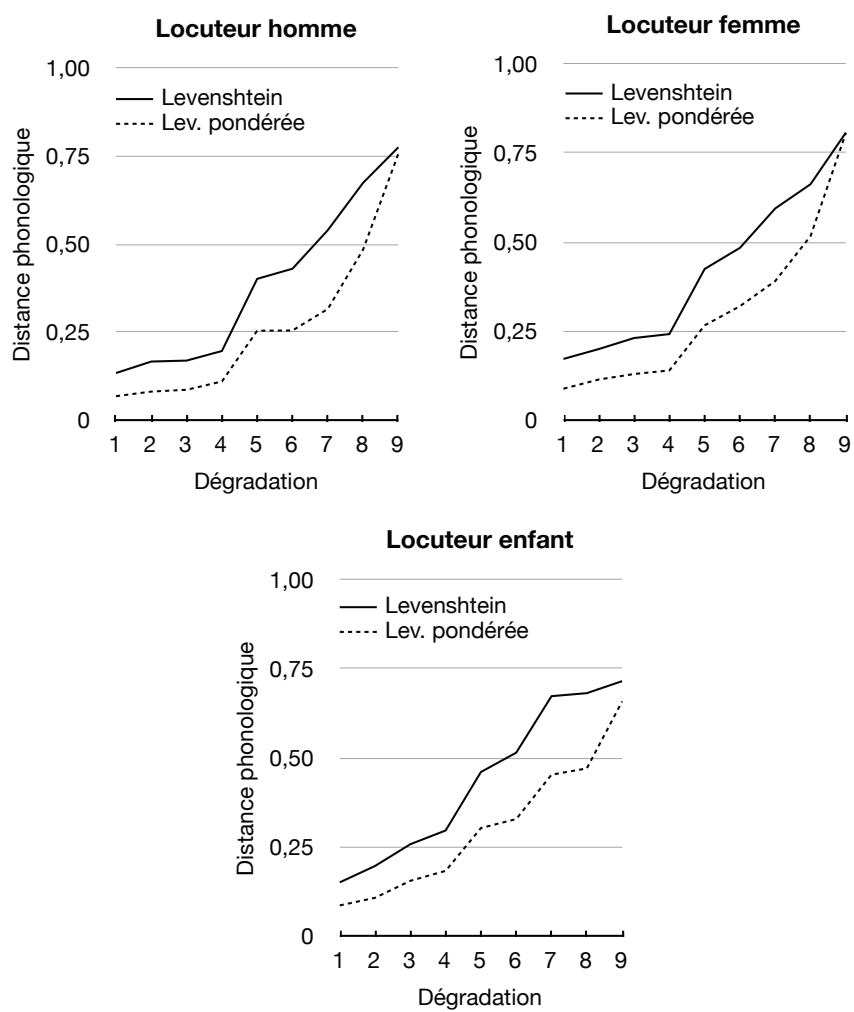 Locuteur homme
1,00
Levenshtein
Lev. pondérée
0,75
0,50
0,25
0
Distance phonologique
1 2 3 4 5 6 7 8 9
Dégradation
Locuteur femme
1,00
Levenshtein
Lev. pondérée
0,75
0,50
0,25
0
Distance phonologique
1 2 3 4 5 6 7 8 9
Dégradation
Locuteur enfant
1,00
Levenshtein
Lev. pondérée
0,75
0,50
0,25
0
Distance phonologique
1 2 3 4 5 6 7 8 9
Dégradation